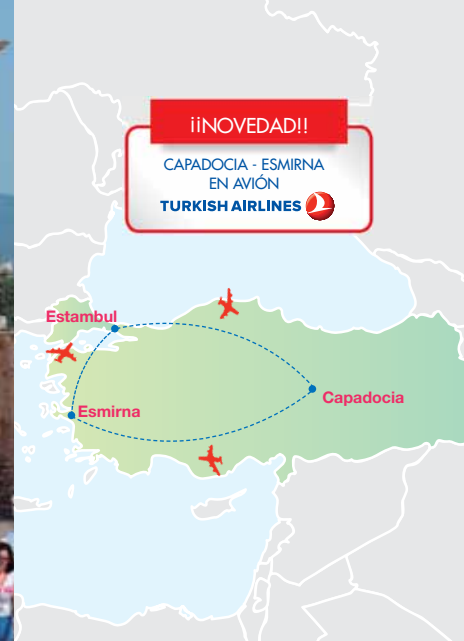 ¡¡NOVEDAD!!
CAPADOCIA - ESMIRNA
EN AVIÓN
TURKISH AIRLINES
Estambul
Capadocia
Esmirna